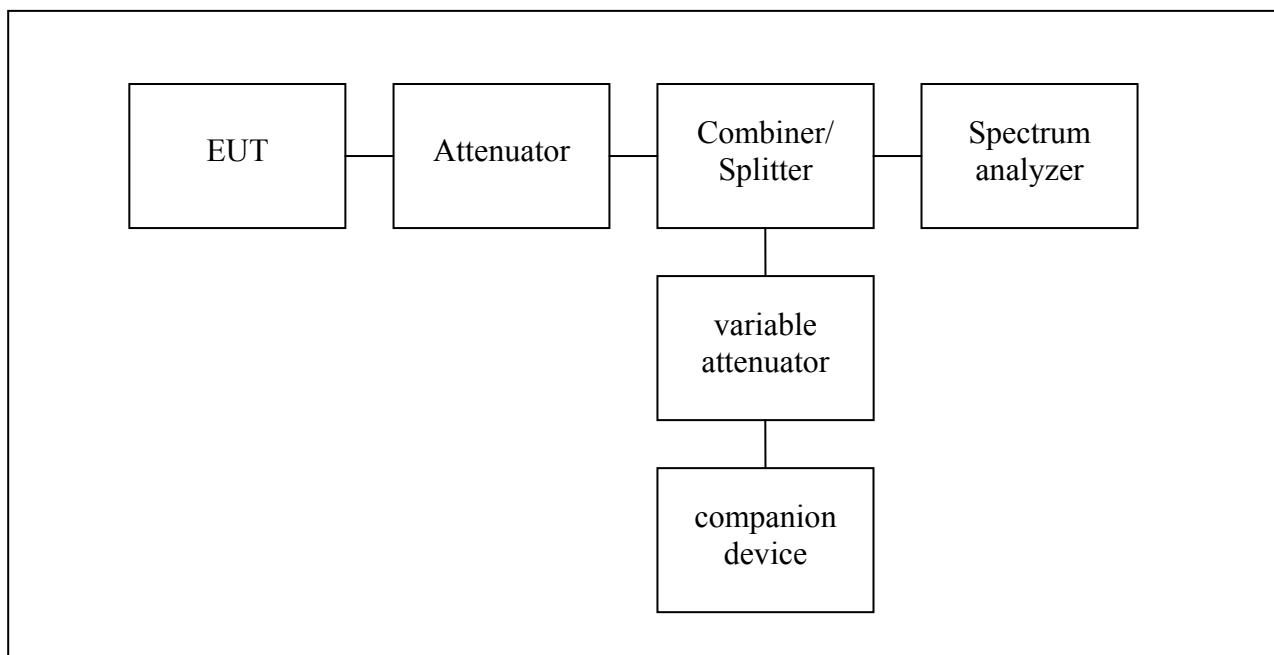 EUT
Attenuator
Combiner/
Splitter
Spectrum
analyzer
variable
attenuator
companion
device